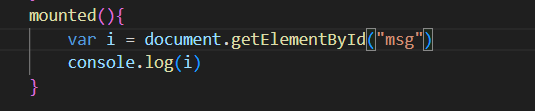 mounted(){
var i = document.getElementById("msg")
console.log(i)
}